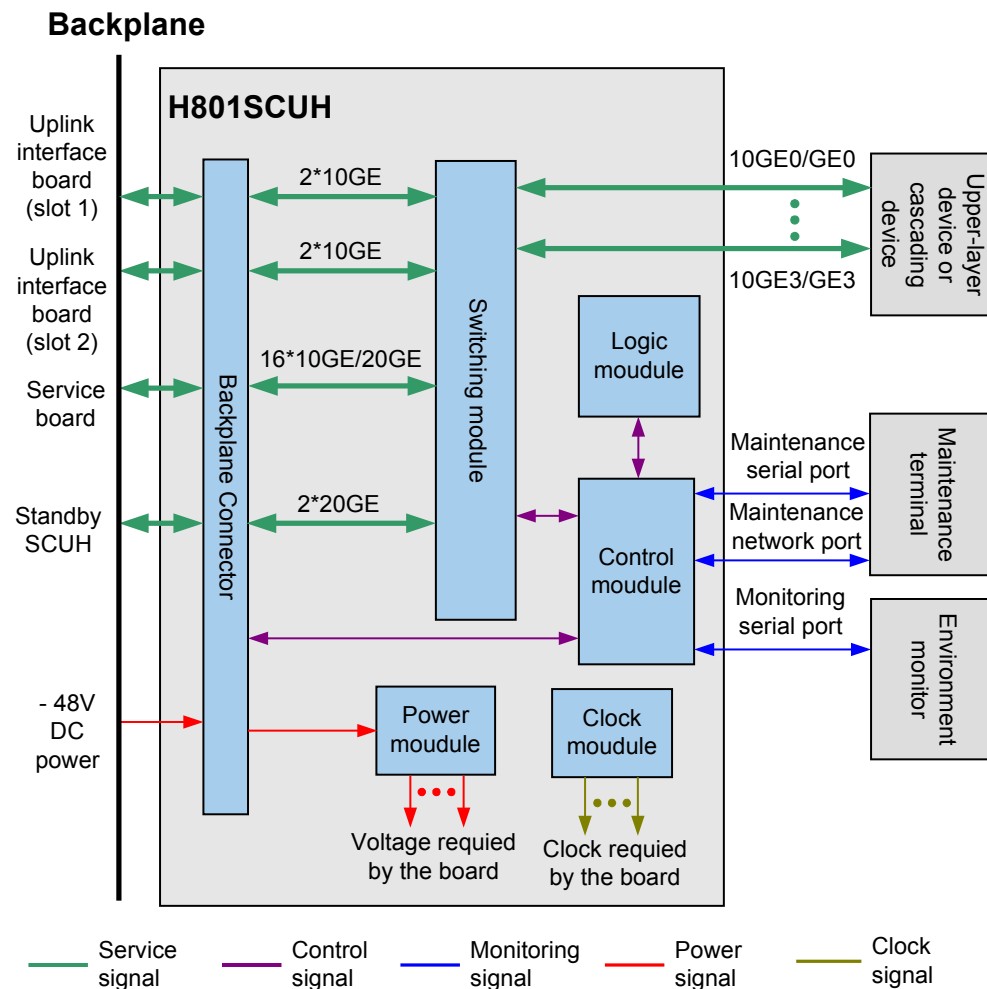 Backplane
H801SCUH
Uplink
interface
board
(slot 1)
Uplink
interface
board
(slot 2)
Service
board
Standby
SCUH
- 48V
DC
power
Backplane Connector
2*10GE
2*10GE
16*10GE/20GE
2*20GE
Switching module
10GE0/GE0
10GE3/GE3
Upper-layer
device or
cascading
device
Logic
moudule
Control
moudule
Maintenance
serial port
Maintenance
network port
Maintenance
terminal
Monitoring
serial port
Environment
monitor
Power
moudule
Clock
moudule
Voltage requied
by the board
Clock requied
by the board
Service
signal
Control
signal
Monitoring
signal
Power
signal
Clock
signal